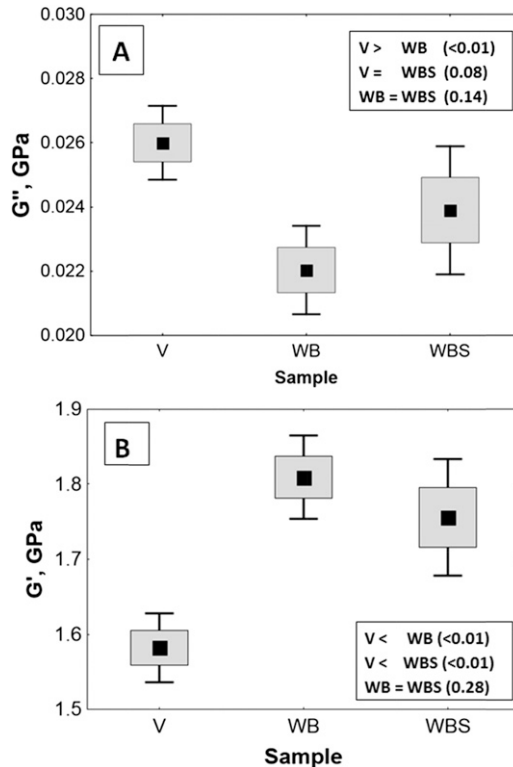 0.030
A
V > WB (<0.01)
V = WBS (0.08)
WB = WBS (0.14)
0.028
0.026
0.024
0.022
0.020
G'', GPa
V WB WBS
Sample
1.9
B
1.8
1.7
1.6
1.5
G', GPa
V < WB (<0.01)
V < WBS (<0.01)
WB = WBS (0.28)
V WB WBS
Sample